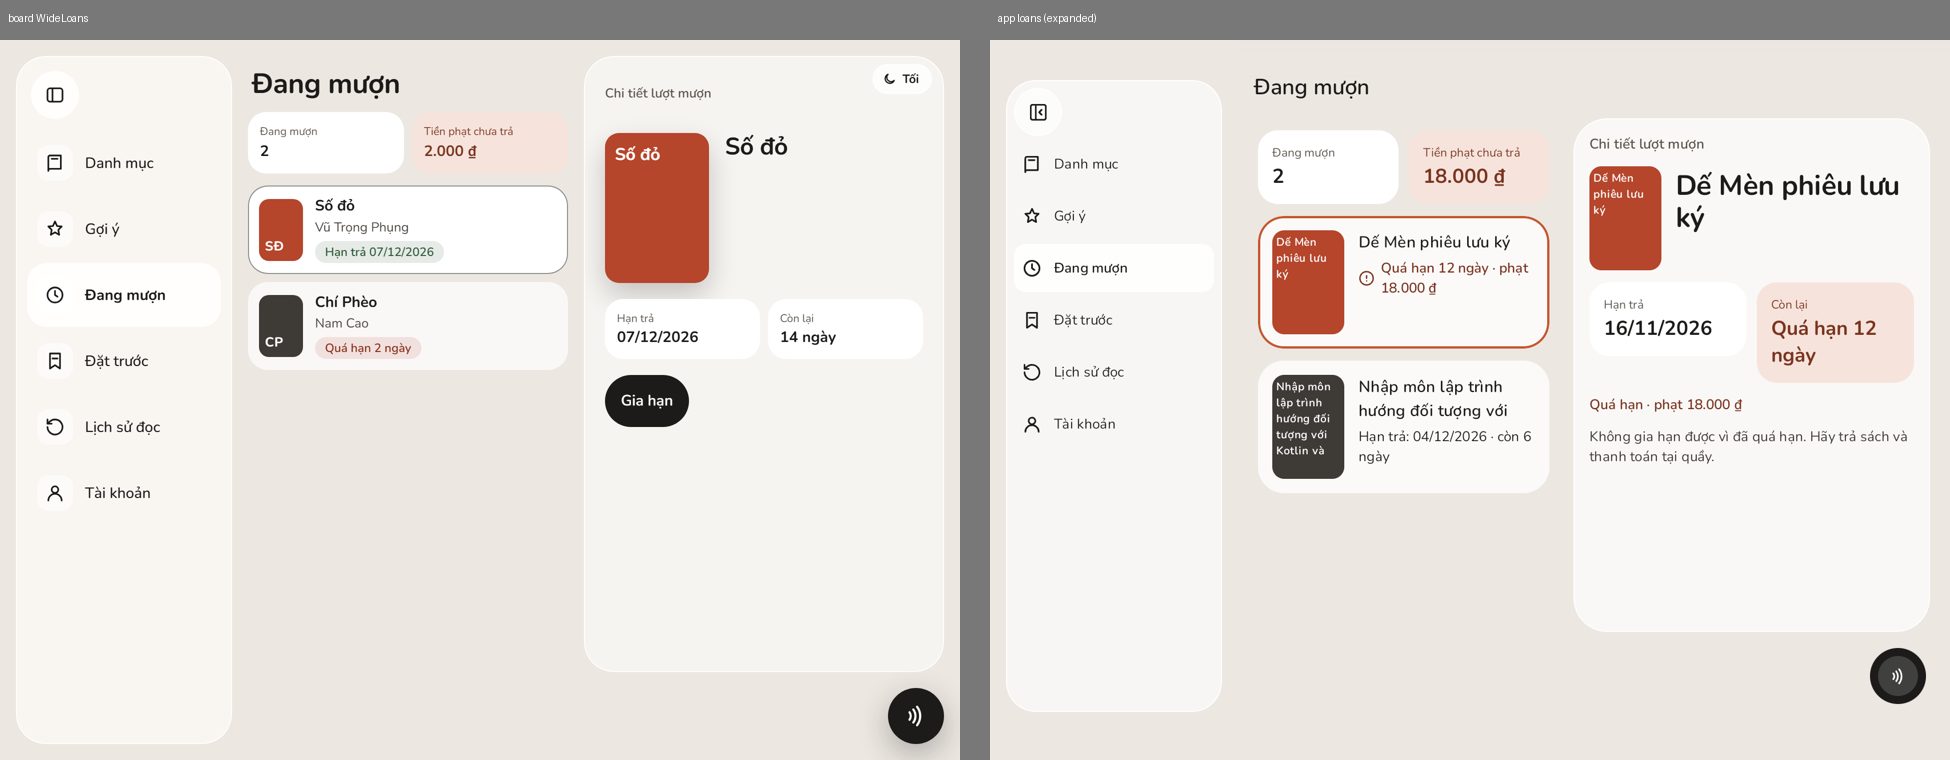 board WideLoans
Danh mục
Gợi ý
Đang mượn
Đặt trước
Lịch sử đọc
Tài khoản
Đang mượn
Đang mượn
2
Tiền phạt chưa trả
2.000 ₫
Số đỏ
Vũ Trọng Phụng
SĐ
Hạn trả 07/12/2026
Chí Phèo
Nam Cao
CP
Quá hạn 2 ngày
Tối
Chi tiết lượt mượn
Số đỏ
Số đỏ
Hạn trả
07/12/2026
Còn lại
14 ngày
Gia hạn
app loans (expanded)
Danh mục
Gợi ý
Đang mượn
Đặt trước
Lịch sử đọc
Tài khoản
Đang mượn
Đang mượn
2
Tiền phạt chưa trả
18.000 ₫
Dế Mèn
phiêu lưu
ký
Dế Mèn phiêu lưu ký
Quá hạn 12 ngày · phạt
18.000 ₫
Nhập môn
lập trình
hướng đối
tượng với
Kotlin và
Nhập môn lập trình
hướng đối tượng với
Hạn trả: 04/12/2026 · còn 6
ngày
Chi tiết lượt mượn
Dế Mèn
phiêu lưu
ký
Dế Mèn phiêu lưu
ký
Hạn trả
16/11/2026
Còn lại
Quá hạn 12
ngày
Quá hạn · phạt 18.000 ₫
Không gia hạn được vì đã quá hạn. Hãy trả sách và
thanh toán tại quầy.